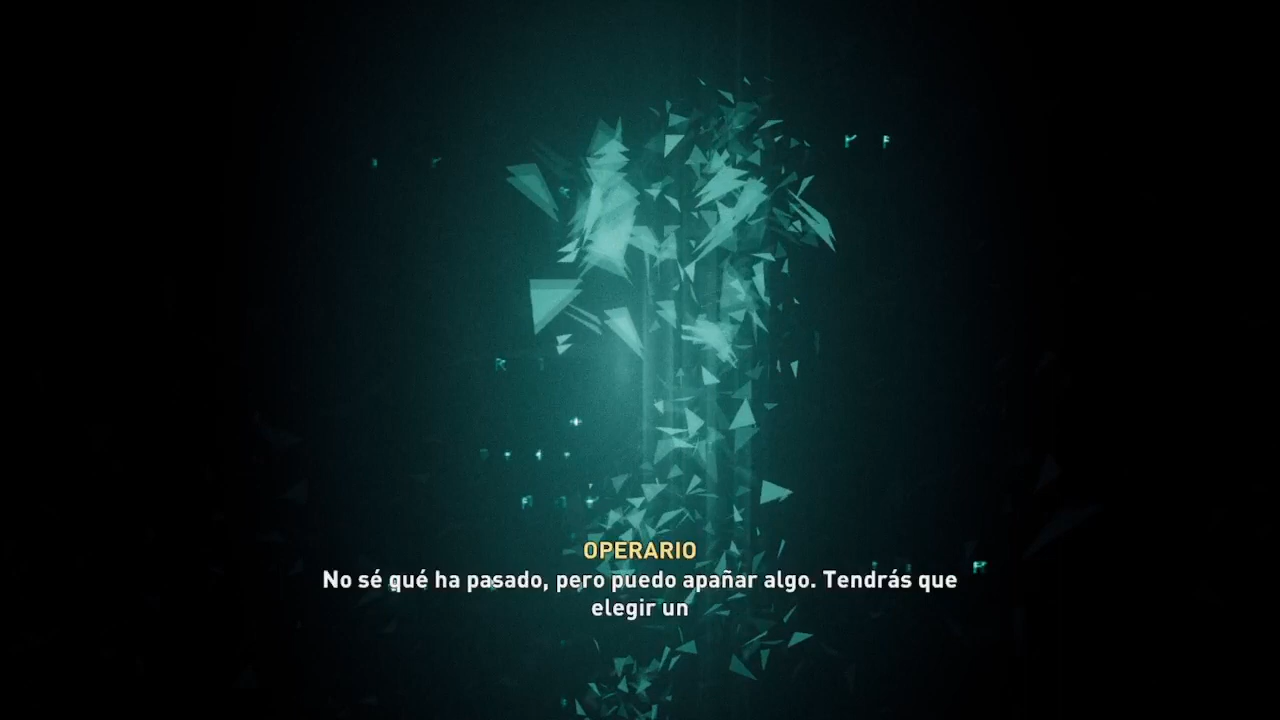 OPERARIO
No sé qué ha pasado, pero puedo apañar algo. Tendrás que
elegir un